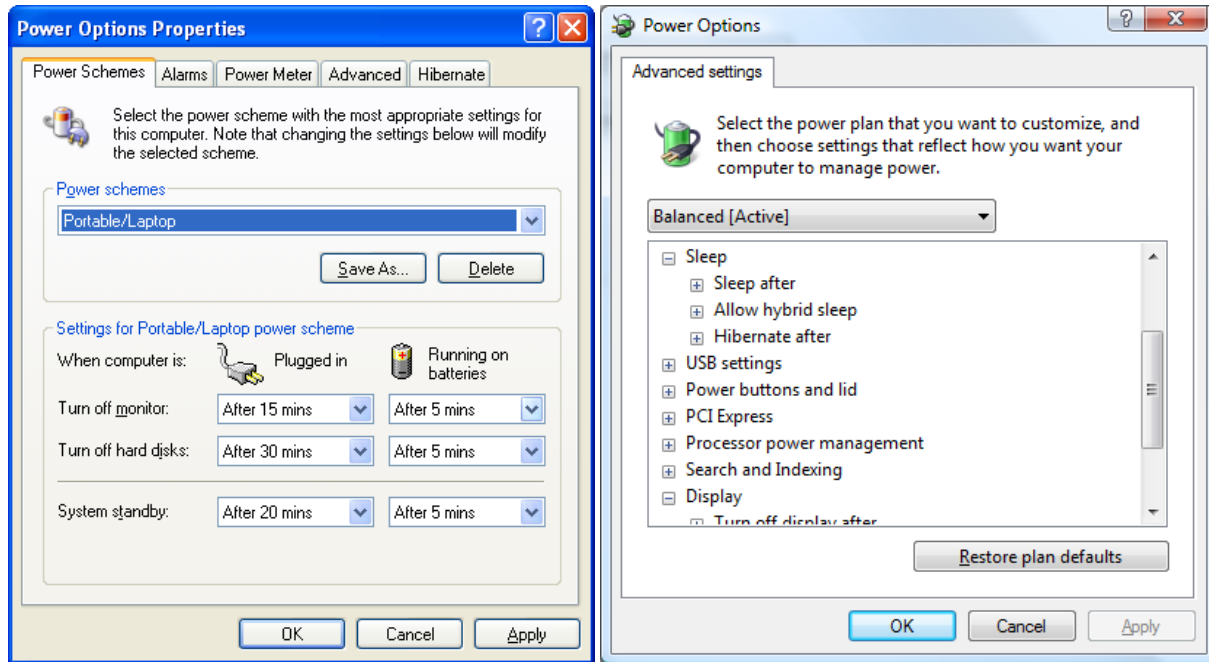 Power Options Properties
Power Schemes Alarms Power Meter Advanced Hibernate
Select the power scheme with the most appropriate settings for
this computer. Note that changing the settings below will modify
the selected scheme.
Power schemes
Portable/Laptop
Save As... Delete
Settings for Portable/Laptop power scheme
When computer is: Plugged in Running on
batteries
Turn off monitor: After 15 mins After 5 mins
Turn off hard disks: After 30 mins After 5 mins
System standby: After 20 mins After 5 mins
OK Cancel Apply
Power Options
Advanced settings
Select the power plan that you want to customize, and
then choose settings that reflect how you want your
computer to manage power.
Balanced [Active]
Sleep
Sleep after
Allow hybrid sleep
Hibernate after
USB settings
Power buttons and lid
PCI Express
Processor power management
Search and Indexing
Display
Turn off display after
Restore plan defaults
OK Cancel Apply